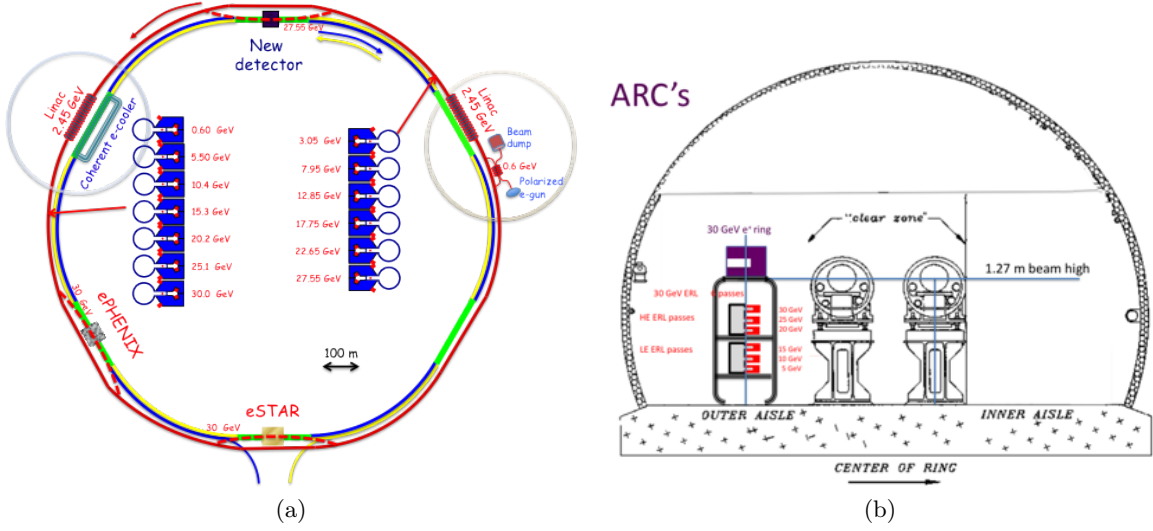 27.55 GeV
New
detector
Linac
2.45 GeV
Coherent e-cooler
Linac
2.45 GeV
Beam
dump
0.6 GeV
Polarized
e-gun
0.60 GeV
5.50 GeV
10.4 GeV
15.3 GeV
20.2 GeV
25.1 GeV
30.0 GeV
3.05 GeV
7.95 GeV
12.85 GeV
17.75 GeV
22.65 GeV
27.55 GeV
30 GeV
ePHENIX
100 m
eSTAR
30 GeV
(a)
ARC's
"clear zone"
30 GeV e⁺ ring
1.27 m beam high
30 GeV ERL passes
HE ERL passes
30 GeV
25 GeV
20 GeV
LE ERL passes
15 GeV
10 GeV
5 GeV
OUTER AISLE
INNER AISLE
CENTER OF RING
(b)